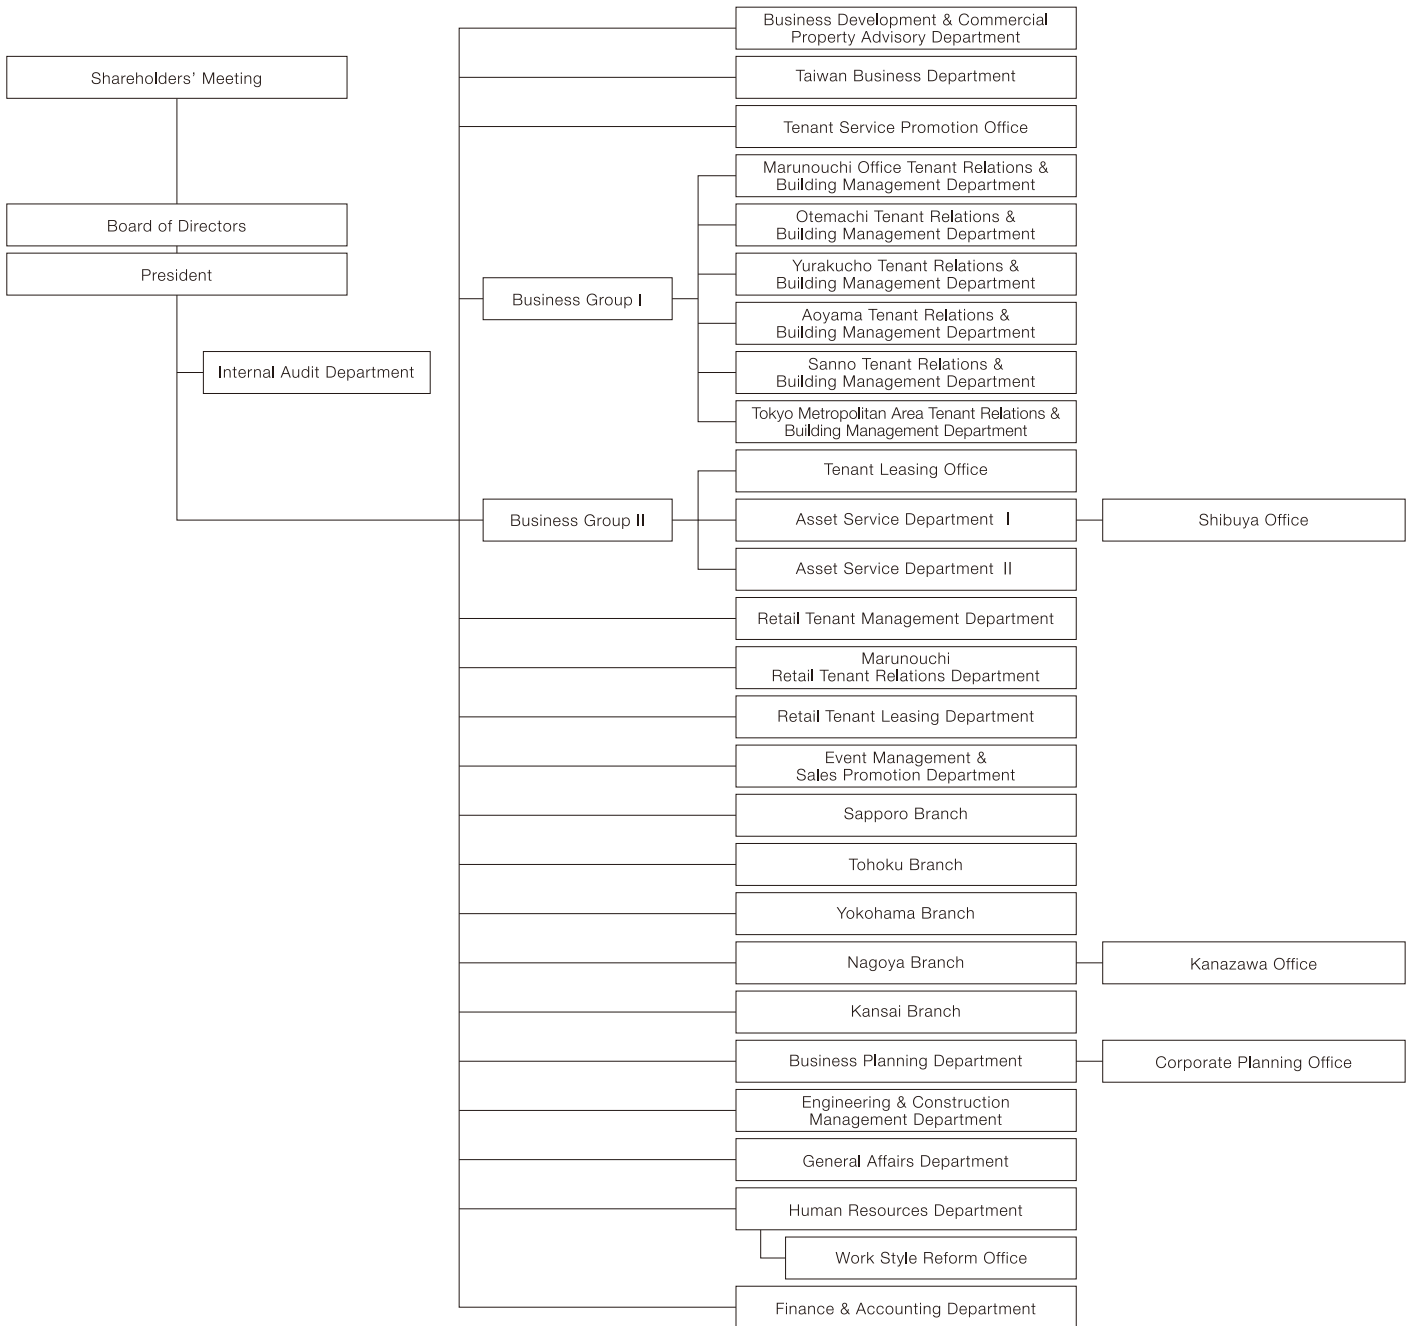 Shareholders' Meeting
Board of Directors
President
Internal Audit Department
Business Development & Commercial
Property Advisory Department
Taiwan Business Department
Tenant Service Promotion Office
Business Group I
Marunouchi Office Tenant Relations &
Building Management Department
Otemachi Tenant Relations &
Building Management Department
Yurakucho Tenant Relations &
Building Management Department
Aoyama Tenant Relations &
Building Management Department
Sanno Tenant Relations &
Building Management Department
Tokyo Metropolitan Area Tenant Relations &
Building Management Department
Business Group II
Tenant Leasing Office
Asset Service Department I
Shibuya Office
Asset Service Department II
Retail Tenant Management Department
Marunouchi
Retail Tenant Relations Department
Retail Tenant Leasing Department
Event Management &
Sales Promotion Department
Sapporo Branch
Tohoku Branch
Yokohama Branch
Nagoya Branch
Kanazawa Office
Kansai Branch
Business Planning Department
Corporate Planning Office
Engineering & Construction
Management Department
General Affairs Department
Human Resources Department
Work Style Reform Office
Finance & Accounting Department